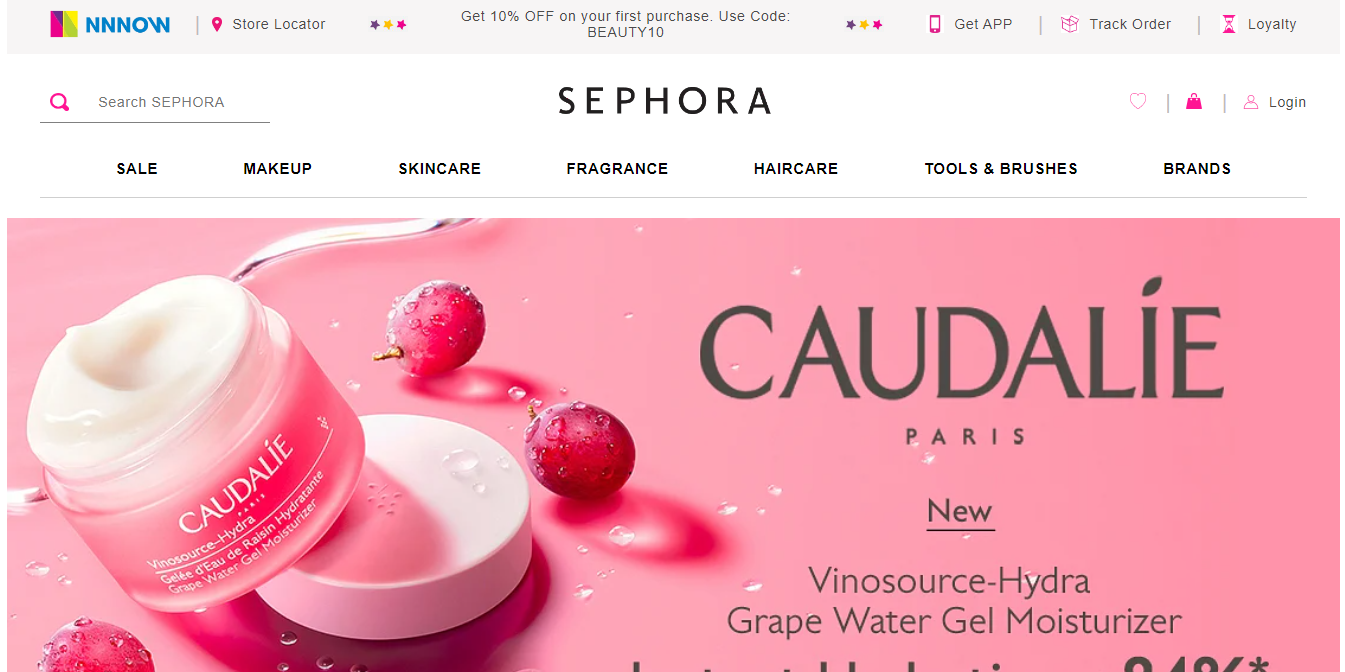 NNNOW
Store Locator
Get 10% OFF on your first purchase. Use Code:
BEAUTY10
Get APP
Track Order
Loyalty
Search SEPHORA
SEPHORA
Login
SALE
MAKEUP
SKINCARE
FRAGRANCE
HAIRCARE
TOOLS & BRUSHES
BRANDS
CAUDALÍE
PARIS
New
Vinosource-Hydra
Grape Water Gel Moisturizer
CAUDALÍE
PARIS
Vinosource-Hydra
Gelée d'Eau de Raisin Hydratante
Grape Water Gel Moisturizer